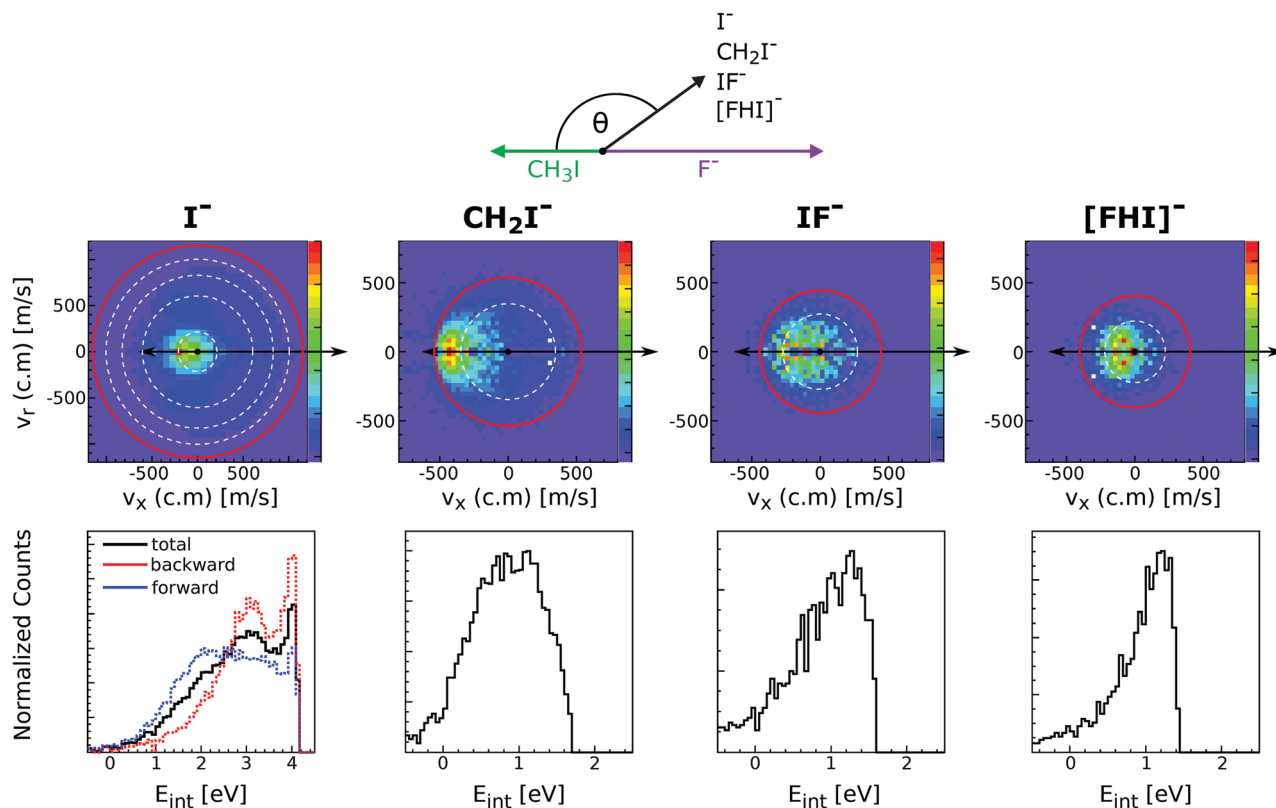 I⁻
CH₂I⁻
IF⁻
[FHI]⁻
θ
CH₃I
F⁻
I⁻
CH₂I⁻
IF⁻
[FHI]⁻
v_r (c.m) [m/s]
500
0
-500
500
0
-500
500
0
-500
500
0
-500
-500 0 500
-500 0 500
-500 0 500
-500 0 500
v_x (c.m) [m/s]
v_x (c.m) [m/s]
v_x (c.m) [m/s]
v_x (c.m) [m/s]
Normalized Counts
total
backward
forward
0 1 2 3 4
0 1 2
0 1 2
0 1 2
E_int [eV]
E_int [eV]
E_int [eV]
E_int [eV]